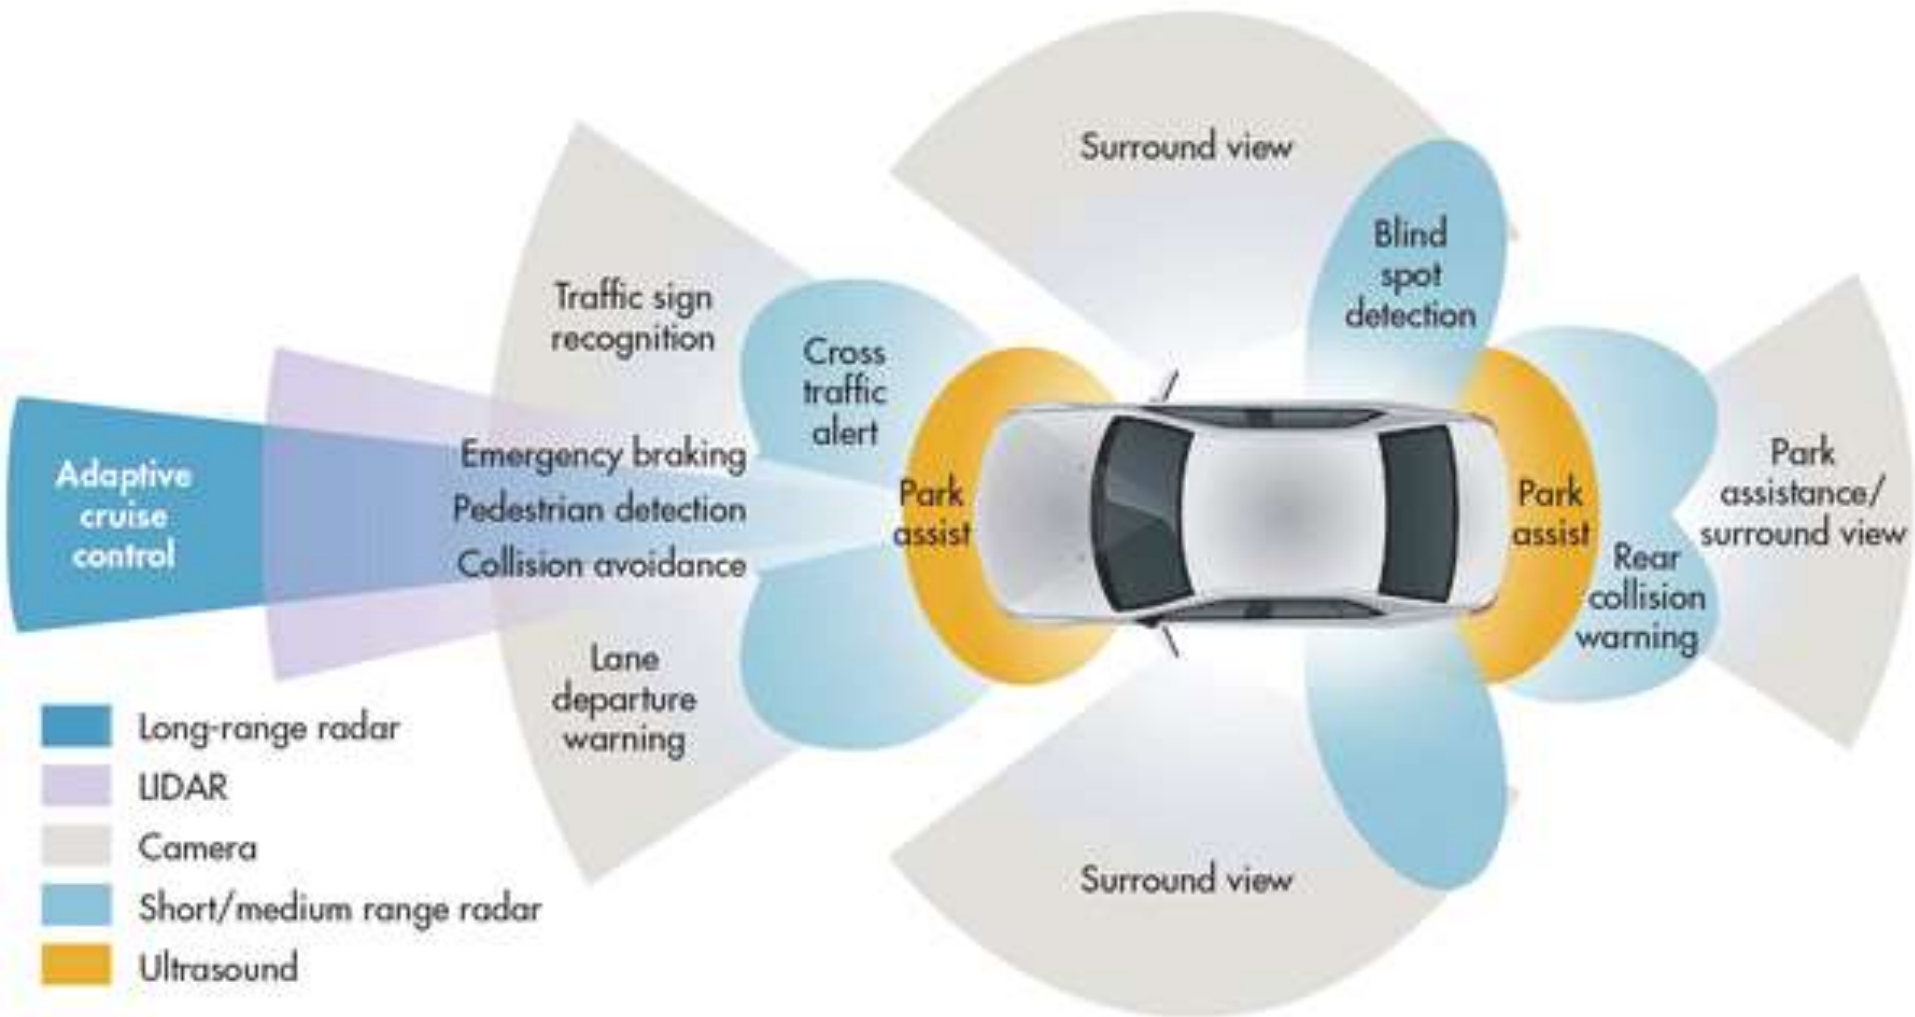 Surround view
Blind
spot
detection
Traffic sign
recognition
Cross
traffic
alert
Adaptive
cruise
control
Emergency braking
Pedestrian detection
Collision avoidance
Park
assist
Park
assist
Park
assistance/
surround view
Rear
collision
warning
Lane
departure
warning
Surround view
Long-range radar
LIDAR
Camera
Short/medium range radar
Ultrasound